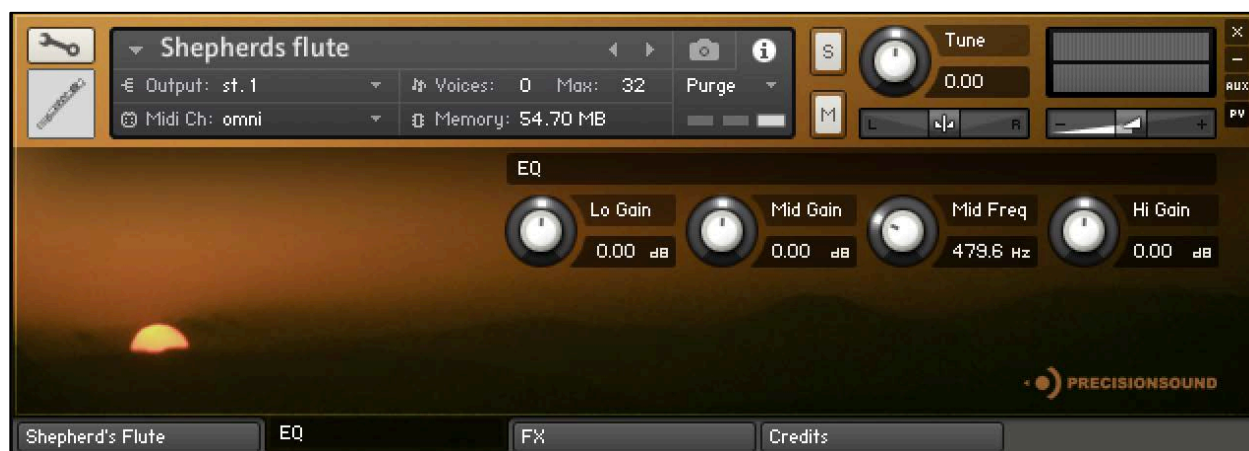 Shepherds flute
Output: st. 1
Voices: 0 Max: 32
Purge
Midi Ch: omni
Memory: 54.70 MB
S
M
Tune
0.00
L R
- +
×
–
AUX
PV
EQ
Lo Gain
0.00 dB
Mid Gain
0.00 dB
Mid Freq
479.6 Hz
Hi Gain
0.00 dB
PRECISIONSOUND
Shepherd's Flute
EQ
FX
Credits